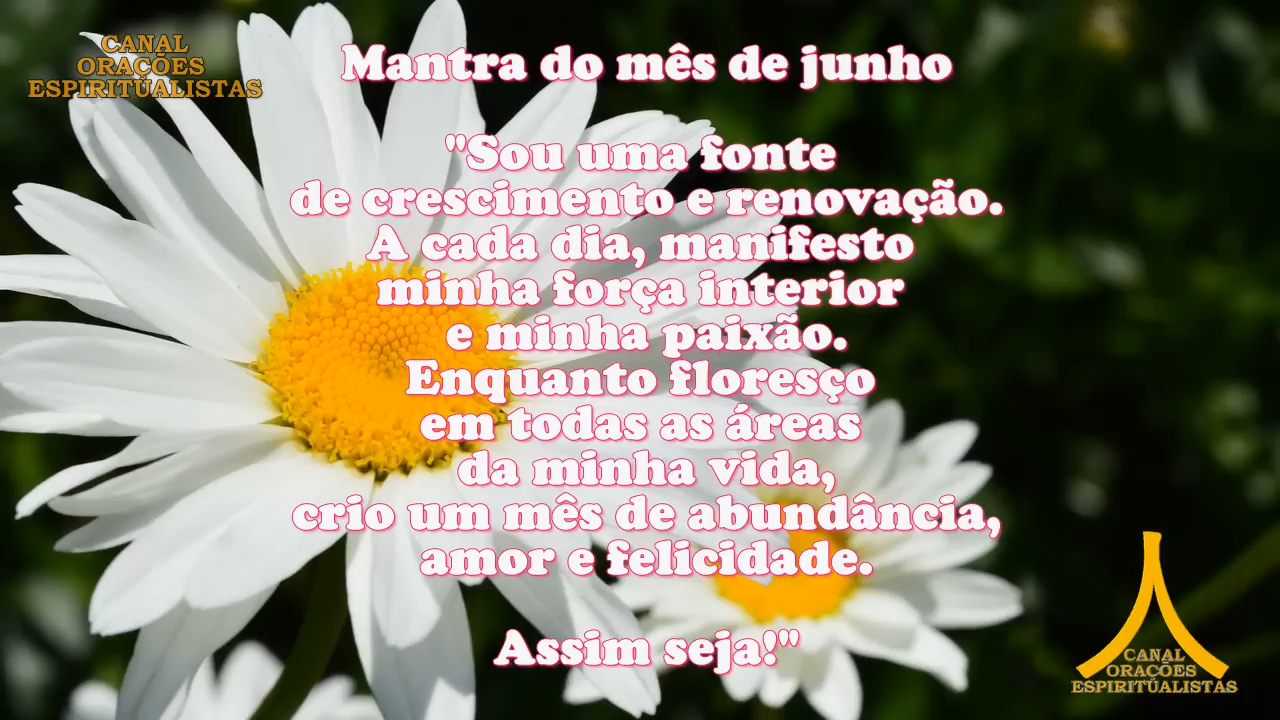 CANAL
ORAÇÕES
ESPIRITUALISTAS
Mantra do mês de junho
"Sou uma fonte
de crescimento e renovação.
A cada dia, manifesto
minha força interior
e minha paixão.
Enquanto floresço
em todas as áreas
da minha vida,
crio um mês de abundância,
amor e felicidade.
Assim seja!"
CANAL
ORAÇÕES
ESPIRITUALISTAS